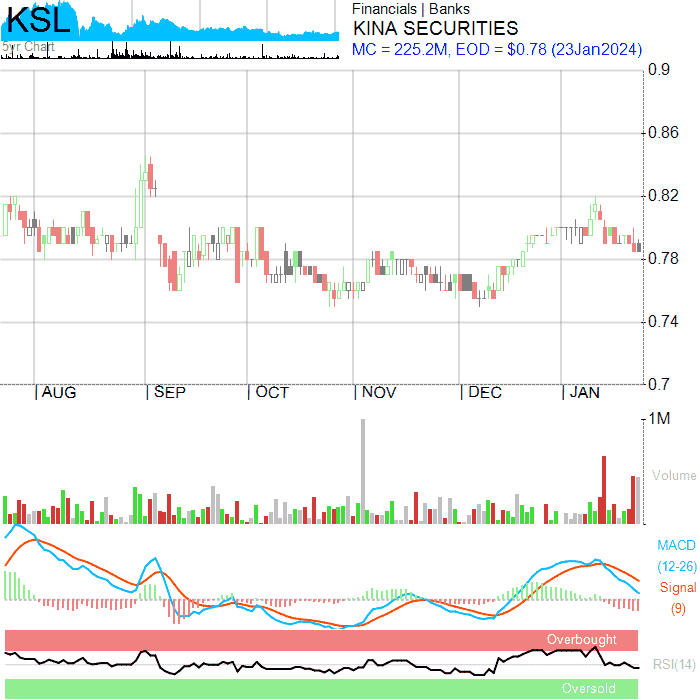 KSL
5yr Chart
Financials | Banks
KINA SECURITIES
MC = 225.2M, EOD = $0.78 (23Jan2024)
0.9
0.86
0.82
0.78
0.74
0.7
AUG SEP OCT NOV DEC JAN
1M
Volume
MACD
(12-26)
Signal
(9)
Overbought
RSI(14)
Oversold